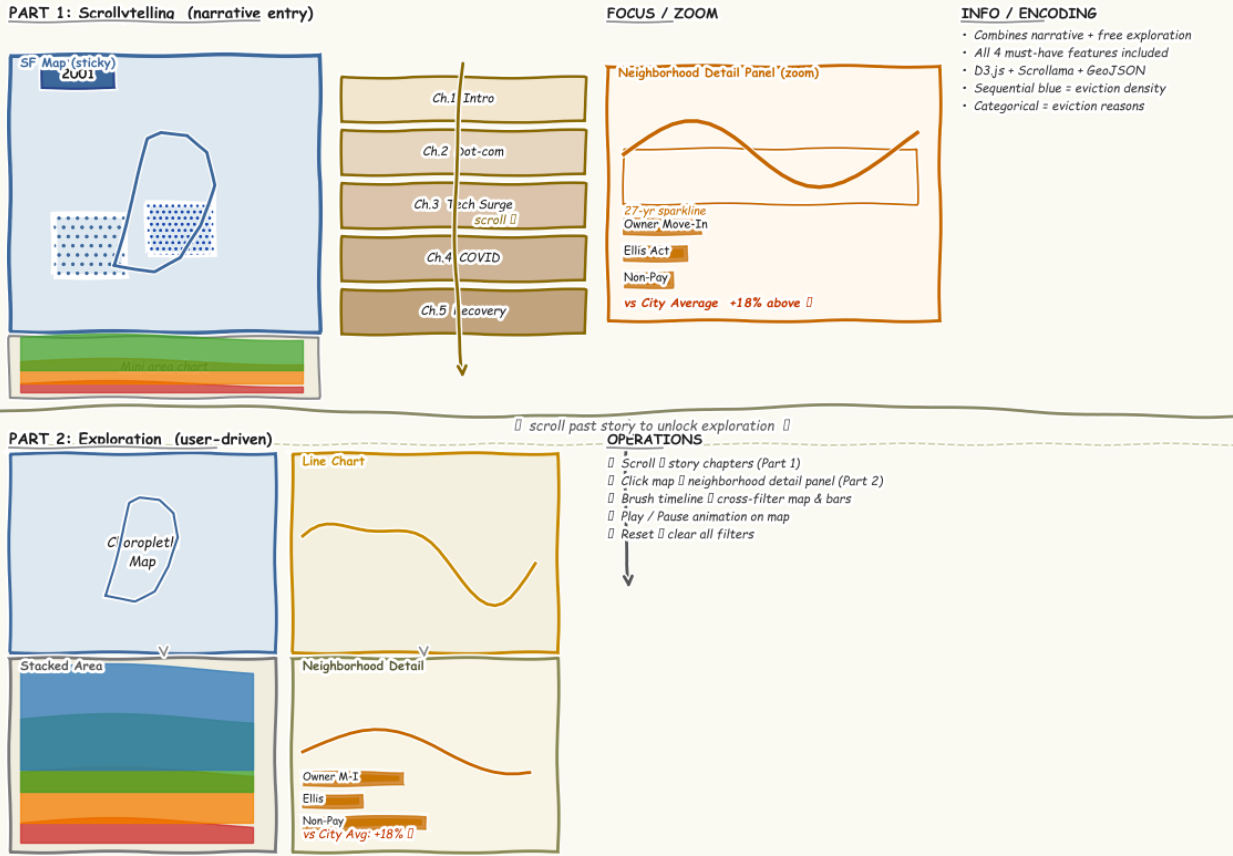 PART 1: Scrollytelling (narrative entry)
SF Map (sticky)
2001
Mini area chart
Ch.1 Intro
Ch.2 Dot-com
Ch.3 Tech Surge
scroll ▯
Ch.4 COVID
Ch.5 Recovery
FOCUS / ZOOM
Neighborhood Detail Panel (zoom)
27-yr sparkline
Owner Move-In
Ellis Act
Non-Pay
vs City Average +18% above ▯
INFO / ENCODING
• Combines narrative + free exploration
• All 4 must-have features included
• D3.js + Scrollama + GeoJSON
• Sequential blue = eviction density
• Categorical = eviction reasons
▯ scroll past story to unlock exploration ▯
PART 2: Exploration (user-driven)
Choropleth
Map
Line Chart
Stacked Area
Neighborhood Detail
Owner M-I
Ellis
Non-Pay
vs City Avg: +18% ▯
OPERATIONS
▯ Scroll ▯ story chapters (Part 1)
▯ Click map ▯ neighborhood detail panel (Part 2)
▯ Brush timeline ▯ cross-filter map & bars
▯ Play / Pause animation on map
▯ Reset ▯ clear all filters